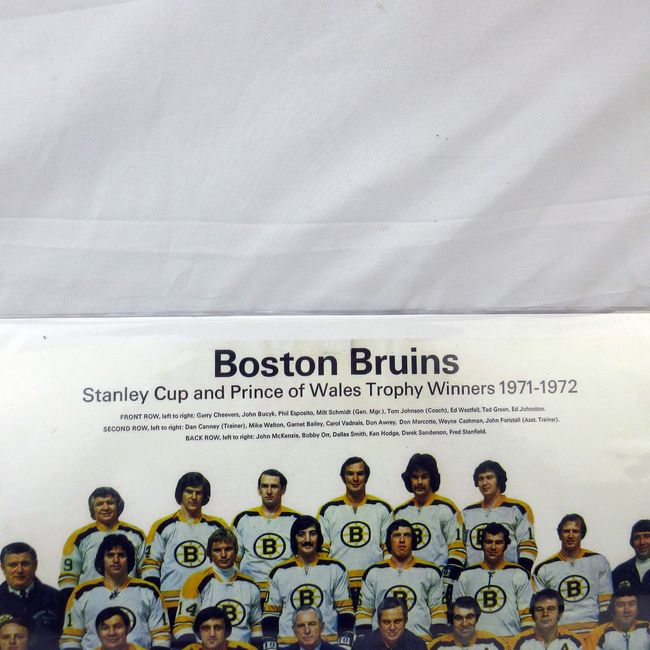 Boston Bruins
Stanley Cup and Prince of Wales Trophy Winners 1971-1972
FRONT ROW, left to right: Gerry Cheevers, John Bucyk, Phil Esposito, Milt Schmidt (Gen. Mgr.), Tom Johnson (Coach), Ed Westfall, Ted Green, Ed Johnston.
SECOND ROW, left to right: Dan Canney (Trainer), Mike Walton, Garnet Bailey, Carol Vadnais, Don Awrey, Don Marcotte, Wayne Cashman, John Forristall (Asst. Trainer).
BACK ROW, left to right: John McKenzie, Bobby Orr, Dallas Smith, Ken Hodge, Derek Sanderson, Fred Stanfield.